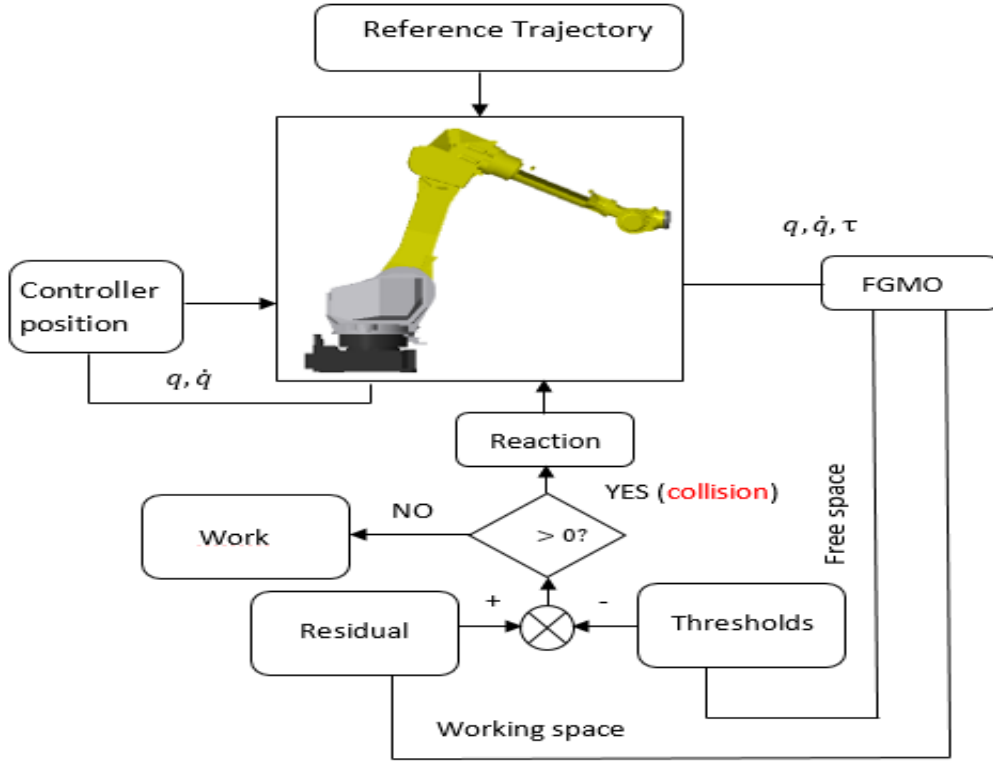 Reference Trajectory
q, q̇, τ
FGMO
Controller
position
q, q̇
Reaction
YES (collision)
NO
Work
> 0?
Free space
+
-
Residual
Thresholds
Working space